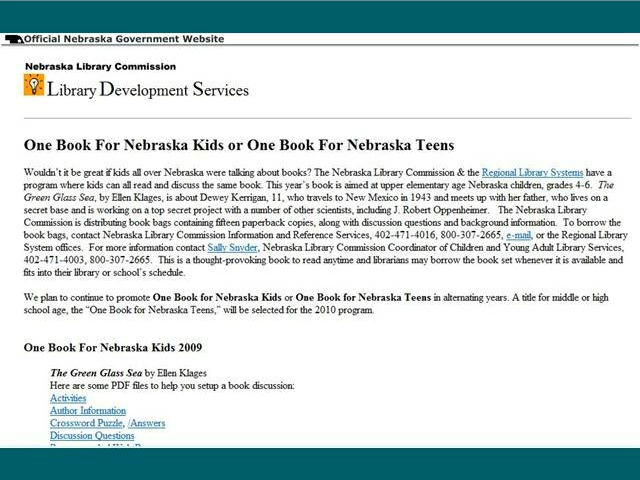 Official Nebraska Government Website
Nebraska Library Commission
Library Development Services
One Book For Nebraska Kids or One Book For Nebraska Teens
Wouldn't it be great if kids all over Nebraska were talking about books? The Nebraska Library Commission & the Regional Library Systems have a
program where kids can all read and discuss the same book. This year's book is aimed at upper elementary age Nebraska children, grades 4-6. The
Green Glass Sea, by Ellen Klages, is about Dewey Kerrigan, 11, who travels to New Mexico in 1943 and meets up with her father, who lives on a
secret base and is working on a top secret project with a number of other scientists, including J. Robert Oppenheimer. The Nebraska Library
Commission is distributing book bags containing fifteen paperback copies, along with discussion questions and background information. To borrow the
book bags, contact Nebraska Library Commission Information and Reference Services, 402-471-4016, 800-307-2665, e-mail, or the Regional Library
System offices. For more information contact Sally Snyder, Nebraska Library Commission Coordinator of Children and Young Adult Library Services,
402-471-4003, 800-307-2665. This is a thought-provoking book to read anytime and librarians may borrow the book set whenever it is available and
fits into their library or school's schedule.
We plan to continue to promote One Book for Nebraska Kids or One Book for Nebraska Teens in alternating years. A title for middle or high
school age, the "One Book for Nebraska Teens," will be selected for the 2010 program.
One Book For Nebraska Kids 2009
The Green Glass Sea by Ellen Klages
Here are some PDF files to help you setup a book discussion:
Activities
Author Information
Crossword Puzzle, /Answers
Discussion Questions